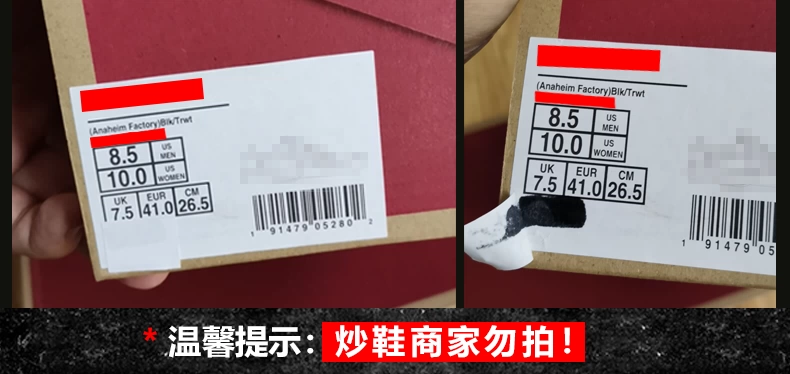 (Anaheim Factory)Blk/Trwt
8.5 US MEN
10.0 US WOMEN
UK EUR CM
7.5 41.0 26.5
1 91479 05280 2
(Anaheim Factory)Blk/Trwt
8.5 US MEN
10.0 US WOMEN
UK EUR CM
7.5 41.0 26.5
1 91479 05
* 温馨提示：炒鞋商家勿拍！